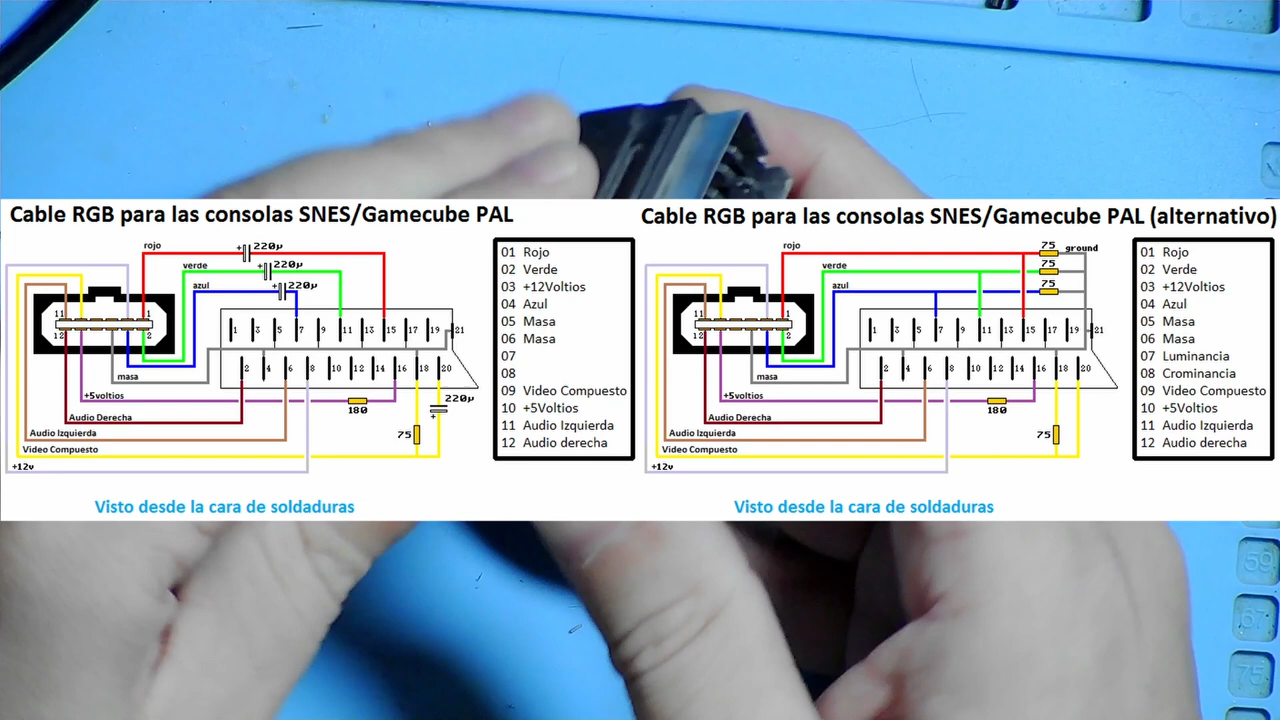 Cable RGB para las consolas SNES/Gamecube PAL
rojo
220µ
verde
220µ
azul
220µ
11
1
12
2
1 3 5 7 9 11 15 17 19 21
2 4 6 8 10 12 14 16 18 20
masa
+5voltios
180
220µ
Audio Derecha
Audio Izquierda
75
Video Compuesto
+12v
01 Rojo
02 Verde
03 +12Voltios
04 Azul
05 Masa
06 Masa
07
08
09 Video Compuesto
10 +5Voltios
11 Audio Izquierda
12 Audio derecha
Visto desde la cara de soldaduras
Cable RGB para las consolas SNES/Gamecube PAL (alternativo)
rojo
75
ground
verde
75
azul
75
11
1
12
2
1 3 5 7 9 11 15 17 19 21
2 4 6 8 10 12 14 16 18 20
masa
+5voltios
180
Audio Derecha
Audio Izquierda
75
Video Compuesto
+12v
01 Rojo
02 Verde
03 +12Voltios
04 Azul
05 Masa
06 Masa
07 Luminancia
08 Crominancia
09 Video Compuesto
10 +5Voltios
11 Audio Izquierda
12 Audio derecha
Visto desde la cara de soldaduras
59
67
75